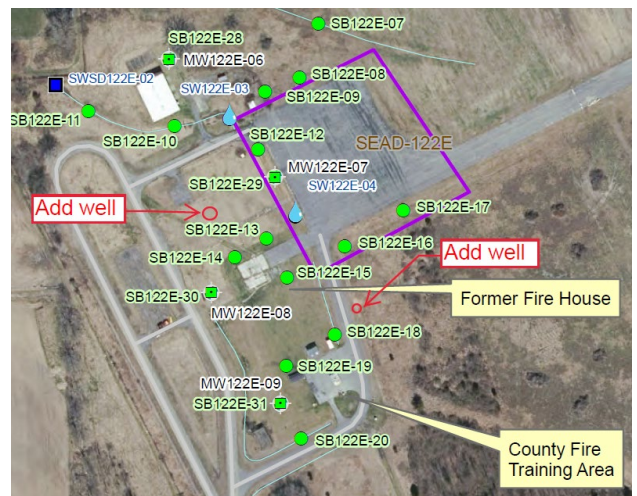 SB122E-07
SB122E-28
MW122E-06
SWSD122E-02
SW122E-03
SB122E-08
SB122E-09
SB122E-11
SB122E-10
SB122E-12
SEAD-122E
MW122E-07
SB122E-29
SW122E-04
Add well
SB122E-17
SB122E-13
SB122E-16
SB122E-14
Add well
SB122E-15
SB122E-30
Former Fire House
MW122E-08
SB122E-18
SB122E-19
MW122E-09
SB122E-31
SB122E-20
County Fire
Training Area